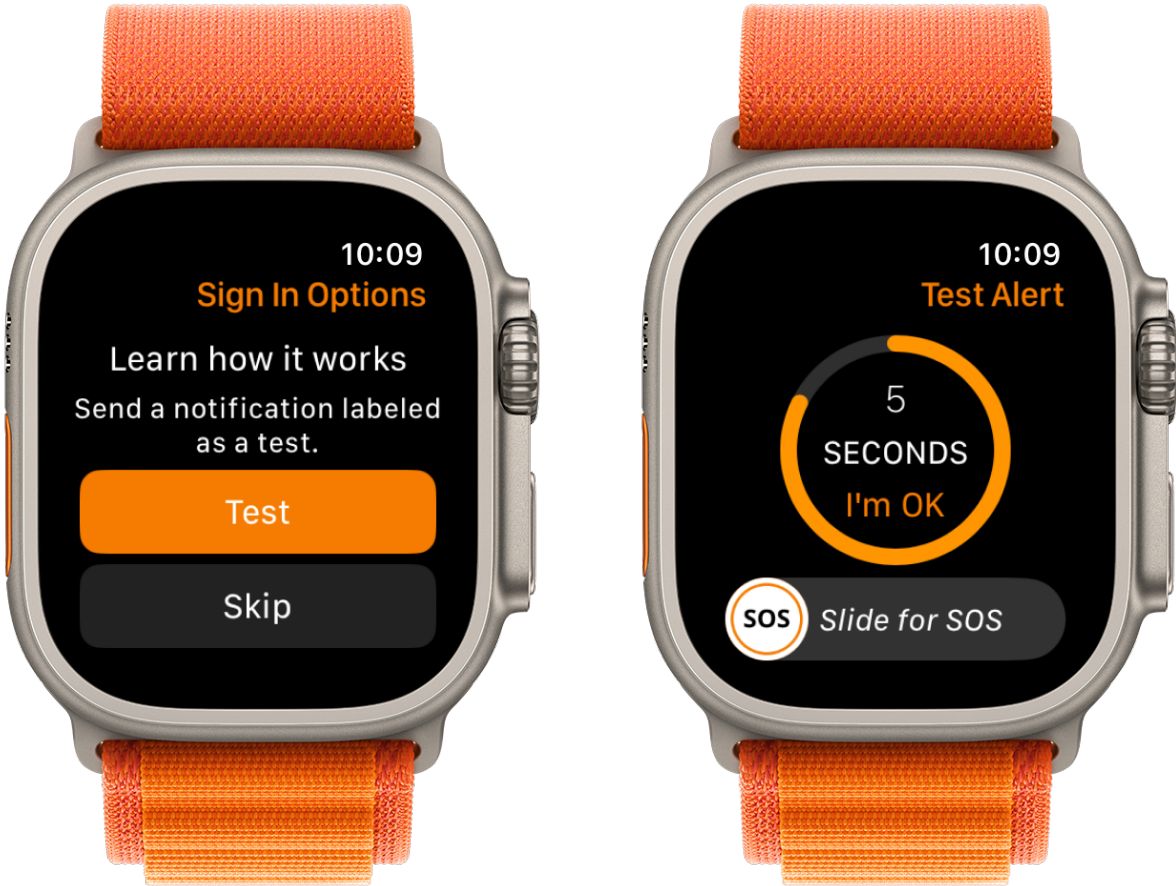 10:09
Sign In Options
Learn how it works
Send a notification labeled
as a test.
Test
Skip
10:09
Test Alert
5
SECONDS
I'm OK
SOS
Slide for SOS